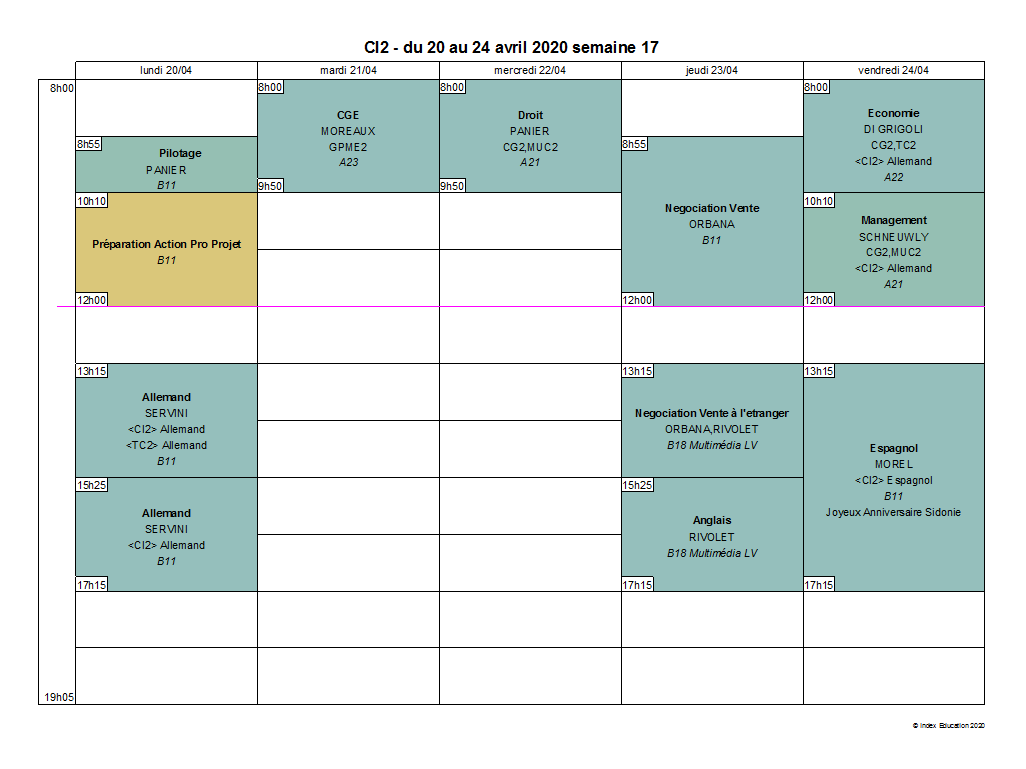 CI2 - du 20 au 24 avril 2020 semaine 17
lundi 20/04
mardi 21/04
mercredi 22/04
jeudi 23/04
vendredi 24/04
8h00
19h05
8h55
Pilotage
PANIER
B11
10h10
Préparation Action Pro Projet
B11
12h00
13h15
Allemand
SERVINI
<CI2> Allemand
<TC2> Allemand
B11
15h25
Allemand
SERVINI
<CI2> Allemand
B11
17h15
8h00
CGE
MOREAUX
GPME2
A23
9h50
8h00
Droit
PANIER
CG2,MUC2
A21
9h50
8h55
Negociation Vente
ORBANA
B11
12h00
13h15
Negociation Vente à l'etranger
ORBANA,RIVOLET
B18 Multimédia LV
15h25
Anglais
RIVOLET
B18 Multimédia LV
17h15
8h00
Economie
DI GRIGOLI
CG2,TC2
<CI2> Allemand
A22
10h10
Management
SCHNEUWLY
CG2,MUC2
<CI2> Allemand
A21
12h00
13h15
Espagnol
MOREL
<CI2> Espagnol
B11
Joyeux Anniversaire Sidonie
17h15
© Index Education 2020